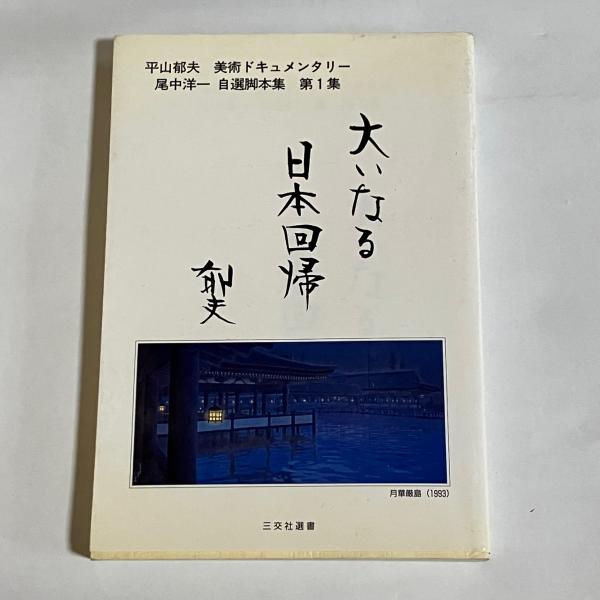 平山郁夫 美術ドキュメンタリー
尾中洋一 自選脚本集 第1集
大いなる
日本回帰
郁夫
月華厳島（1993）
三交社選書